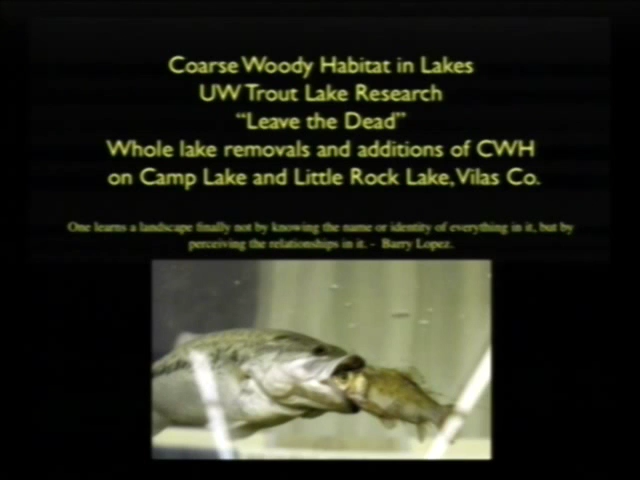 Coarse Woody Habitat in Lakes
UW Trout Lake Research
“Leave the Dead”
Whole lake removals and additions of CWH
on Camp Lake and Little Rock Lake, Vilas Co.
One learns a landscape finally not by knowing the name or identity of everything in it, but by
perceiving the relationships in it. - Barry Lopez.